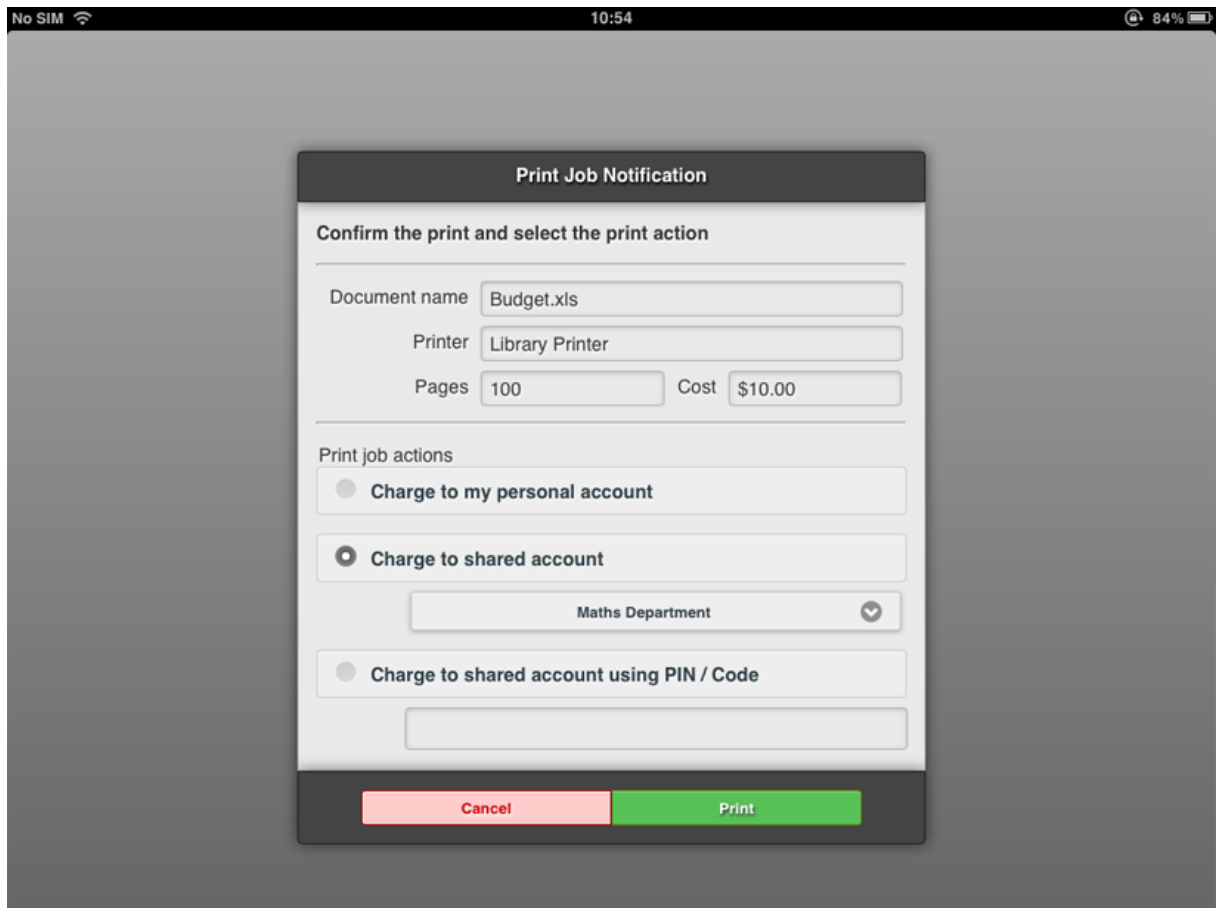 No SIM 10:54 84%
Print Job Notification
Confirm the print and select the print action
Document name Budget.xls
Printer Library Printer
Pages 100 Cost $10.00
Print job actions
Charge to my personal account
Charge to shared account
Maths Department
Charge to shared account using PIN / Code
Cancel Print